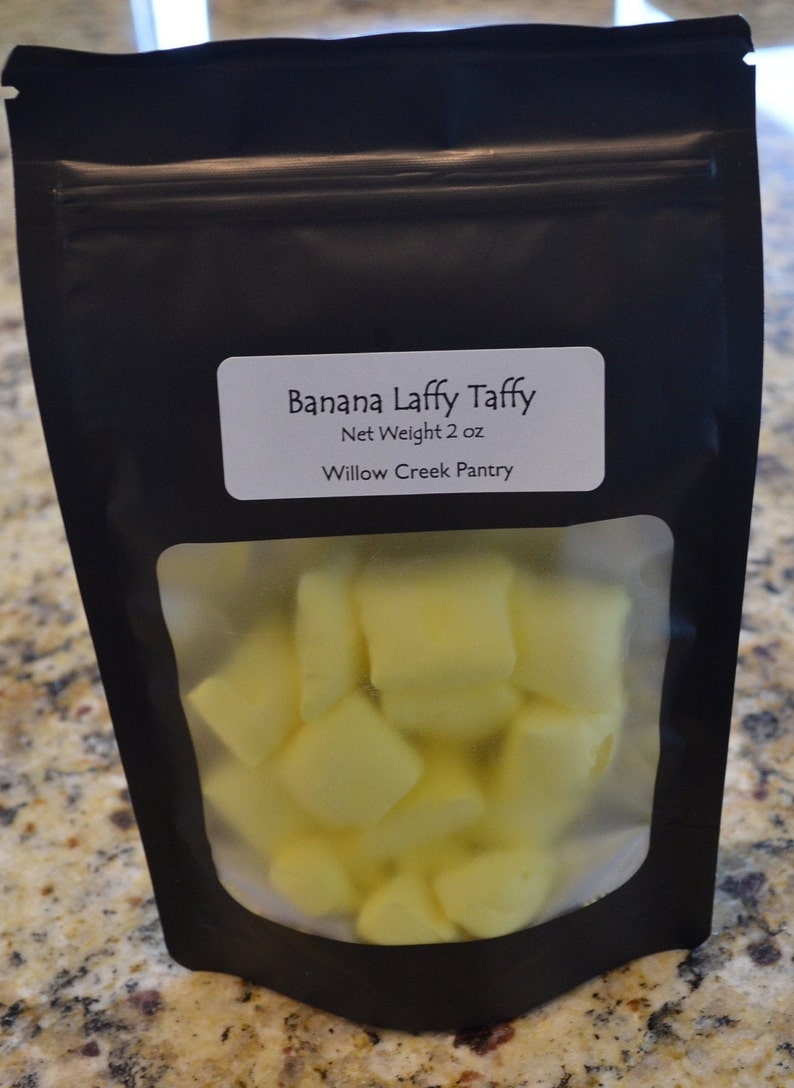 Banana Laffy Taffy
Net Weight 2 oz
Willow Creek Pantry